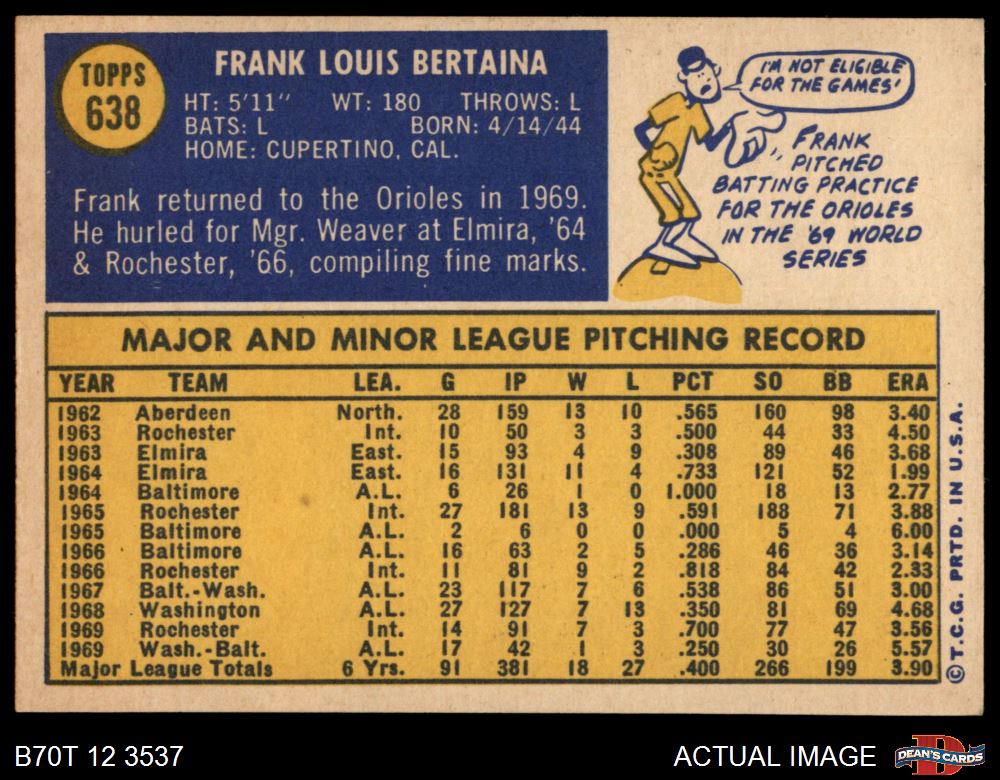 TOPPS
638
FRANK LOUIS BERTAINA
HT: 5'11" WT: 180 THROWS: L
BATS: L BORN: 4/14/44
HOME: CUPERTINO, CAL.
Frank returned to the Orioles in 1969.
He hurled for Mgr. Weaver at Elmira, '64
& Rochester, '66, compiling fine marks.
I'M NOT ELIGIBLE
FOR THE GAMES!
FRANK
PITCHED
BATTING PRACTICE
FOR THE ORIOLES
IN THE '69 WORLD
SERIES
MAJOR AND MINOR LEAGUE PITCHING RECORD
YEAR TEAM LEA. G IP W L PCT SO BB ERA
1962 Aberdeen North. 28 159 13 10 .565 160 98 3.40
1963 Rochester Int. 10 50 3 3 .500 44 33 4.50
1963 Elmira East. 15 93 4 9 .308 89 46 3.68
1964 Elmira East. 16 131 11 4 .733 121 52 1.99
1964 Baltimore A.L. 6 26 1 0 1.000 18 13 2.77
1965 Rochester Int. 27 181 13 9 .591 188 71 3.88
1965 Baltimore A.L. 2 6 0 0 .000 5 4 6.00
1966 Baltimore A.L. 16 63 2 5 .286 46 36 3.14
1966 Rochester Int. 11 81 9 2 .818 84 42 2.33
1967 Balt.-Wash. A.L. 23 117 7 6 .538 86 51 3.00
1968 Washington A.L. 27 127 7 13 .350 81 69 4.68
1969 Rochester Int. 14 91 7 3 .700 77 47 3.56
1969 Wash.-Balt. A.L. 17 42 1 3 .250 30 26 5.57
Major League Totals 6 Yrs. 91 381 18 27 .400 266 199 3.90
©T.C.G. PRTD. IN U.S.A.
B70T 12 3537
ACTUAL IMAGE
D
DEAN'S CARDS